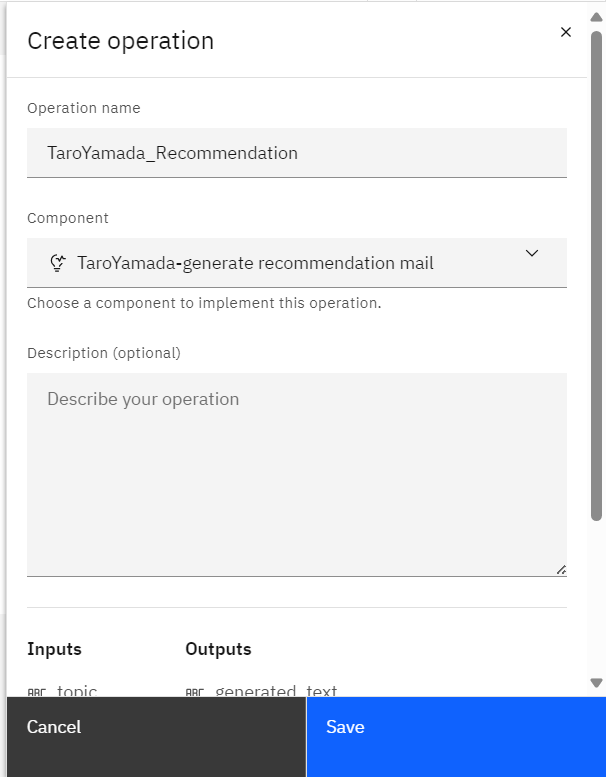 Create operation
Operation name
TaroYamada_Recommendation
Component
TaroYamada-generate recommendation mail
Choose a component to implement this operation.
Description (optional)
Describe your operation
Inputs Outputs
ABC topic ABC generated_text
Cancel Save